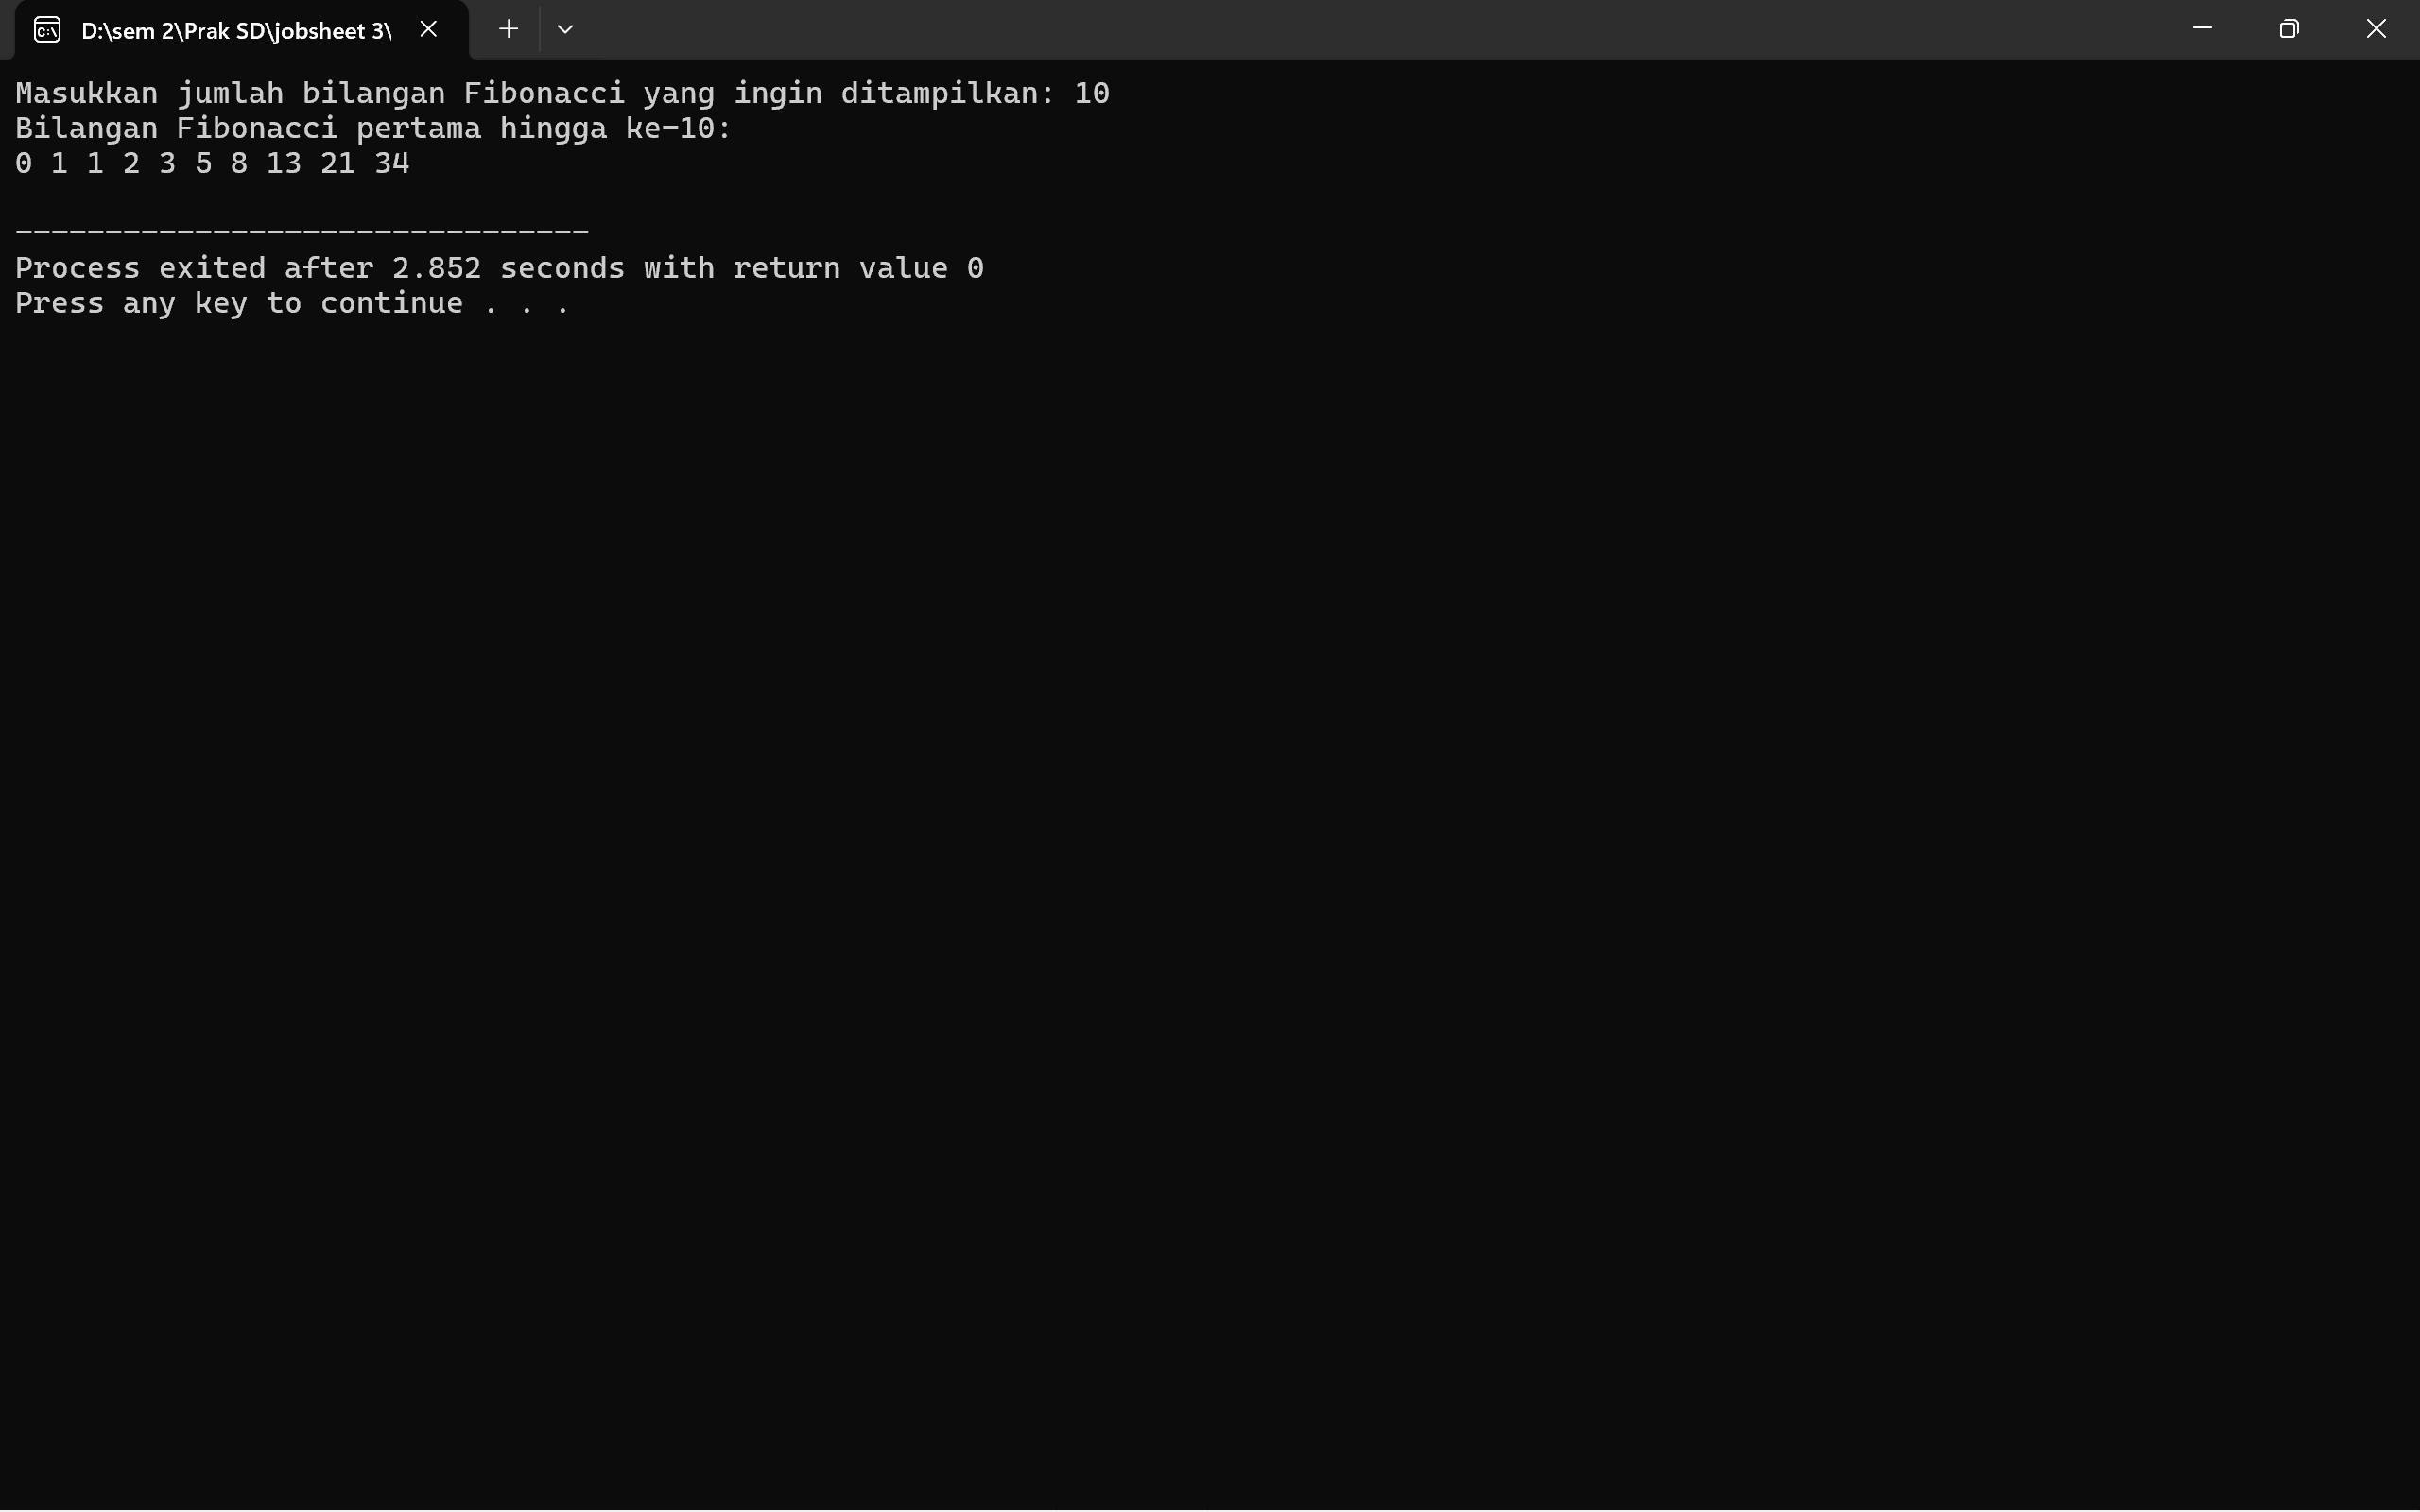 D:\sem 2\Prak SD\jobsheet 3\
Masukkan jumlah bilangan Fibonacci yang ingin ditampilkan: 10
Bilangan Fibonacci pertama hingga ke-10:
0 1 1 2 3 5 8 13 21 34
--------------------------------
Process exited after 2.852 seconds with return value 0
Press any key to continue . . .